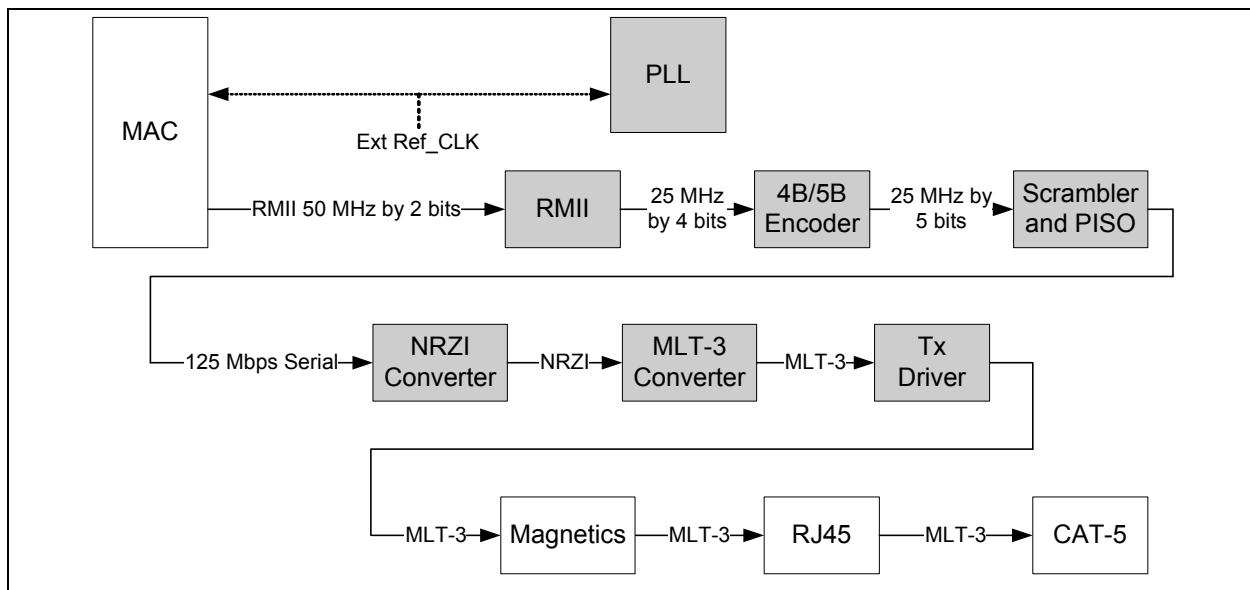 MAC
PLL
Ext Ref_CLK
RMII 50 MHz by 2 bits
RMII
25 MHz
by 4 bits
4B/5B
Encoder
25 MHz by
5 bits
Scrambler
and PISO
125 Mbps Serial
NRZI
Converter
NRZI
MLT-3
Converter
MLT-3
Tx
Driver
MLT-3
Magnetics
MLT-3
RJ45
MLT-3
CAT-5